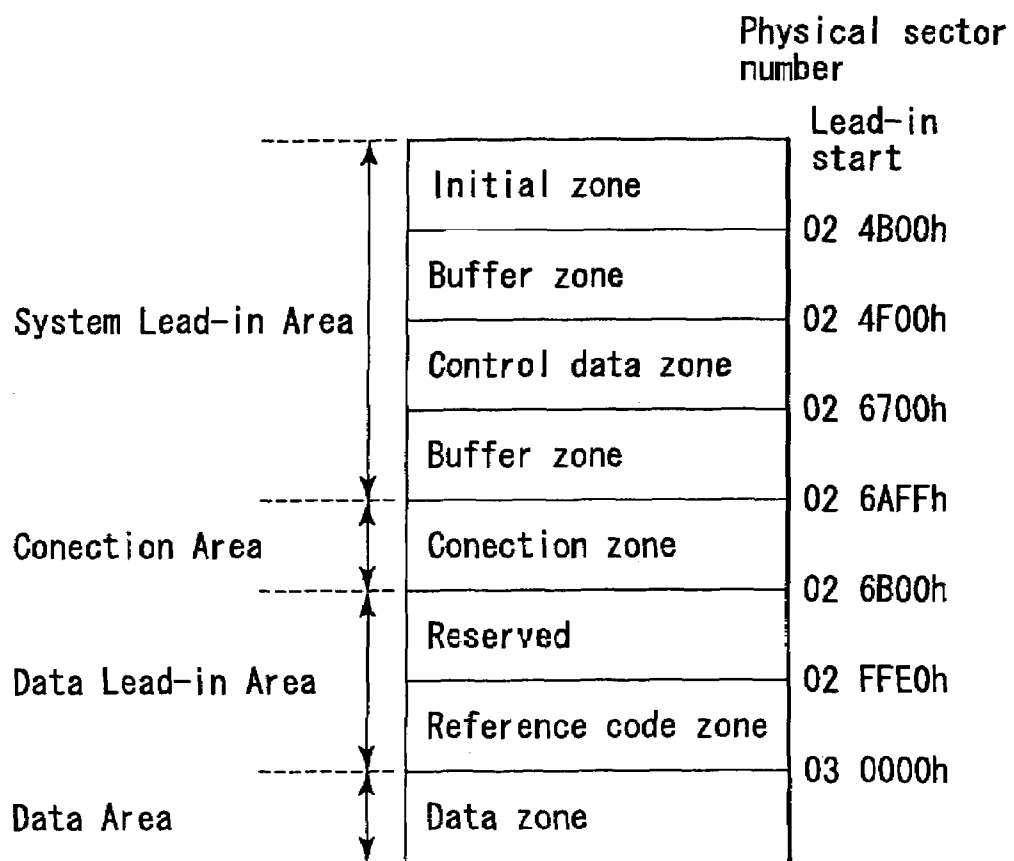 Physical sector
number
Lead-in
start
Initial zone
02 4B00h
Buffer zone
02 4F00h
System Lead-in Area
Control data zone
02 6700h
Buffer zone
02 6AFFh
Conection Area
Conection zone
02 6B00h
Reserved
Data Lead-in Area
02 FFE0h
Reference code zone
03 0000h
Data Area
Data zone